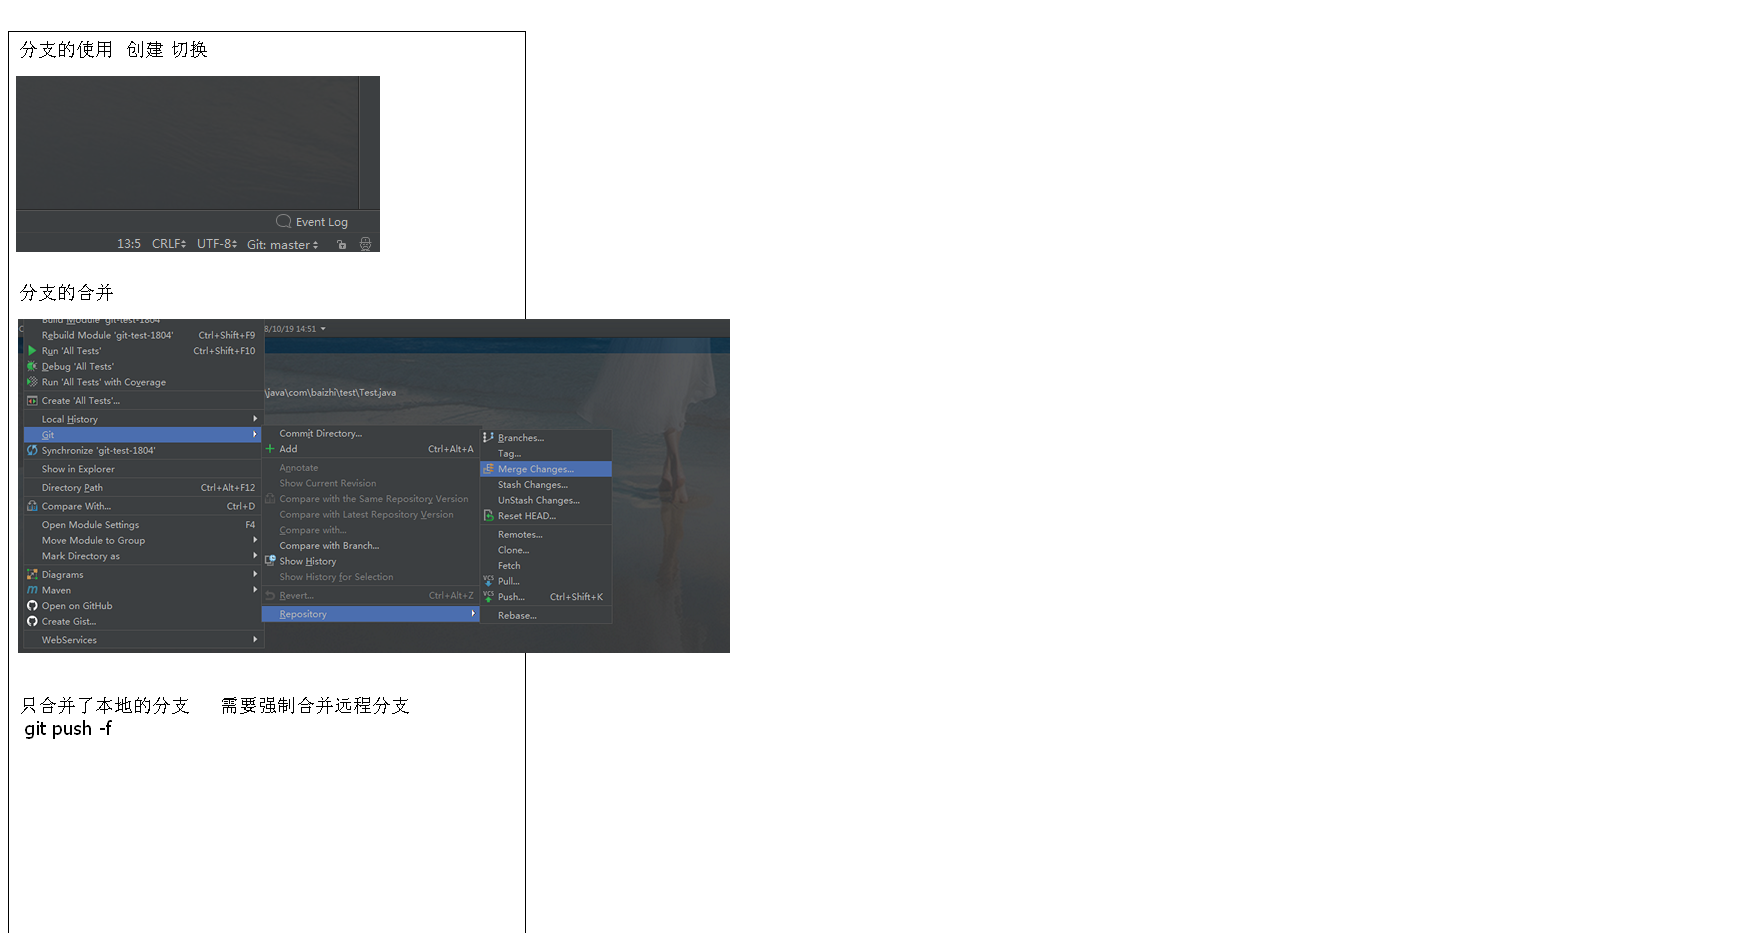 分支的使用 创建 切换
Event Log
13:5 CRLF UTF-8 Git: master
分支的合并
Build Module 'git-test-1804'
8/10/19 14:51
Rebuild Module 'git-test-1804' Ctrl+Shift+F9
Run 'All Tests' Ctrl+Shift+F10
Debug 'All Tests'
Run 'All Tests' with Coverage
Create 'All Tests'...
\java\com\baizhi\test\Test.java
Local History
Git
Synchronize 'git-test-1804'
Show in Explorer
Directory Path Ctrl+Alt+F12
Compare With... Ctrl+D
Open Module Settings F4
Move Module to Group
Mark Directory as
Diagrams
Maven
Open on GitHub
Create Gist...
WebServices
Commit Directory...
Add Ctrl+Alt+A
Annotate
Show Current Revision
Compare with the Same Repository Version
Compare with Latest Repository Version
Compare with...
Compare with Branch...
Show History
Show History for Selection
Revert... Ctrl+Alt+Z
Repository
Branches...
Tag...
Merge Changes...
Stash Changes...
UnStash Changes...
Reset HEAD...
Remotes...
Clone...
Fetch
Pull...
Push... Ctrl+Shift+K
Rebase...
只合并了本地的分支 需要强制合并远程分支
git push -f